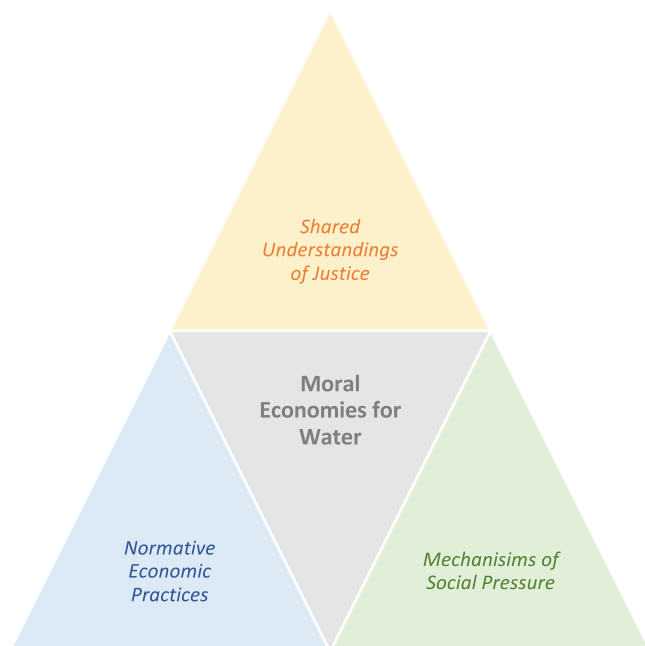 Shared
Understandings
of Justice
Moral
Economies for
Water
Normative
Economic
Practices
Mechanisims of
Social Pressure